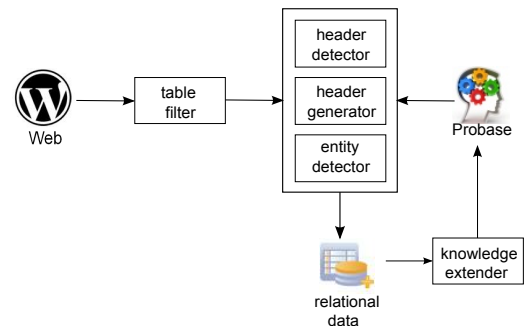 header
detector
table
filter
header
generator
Web
Probase
entity
detector
knowledge
extender
relational
data